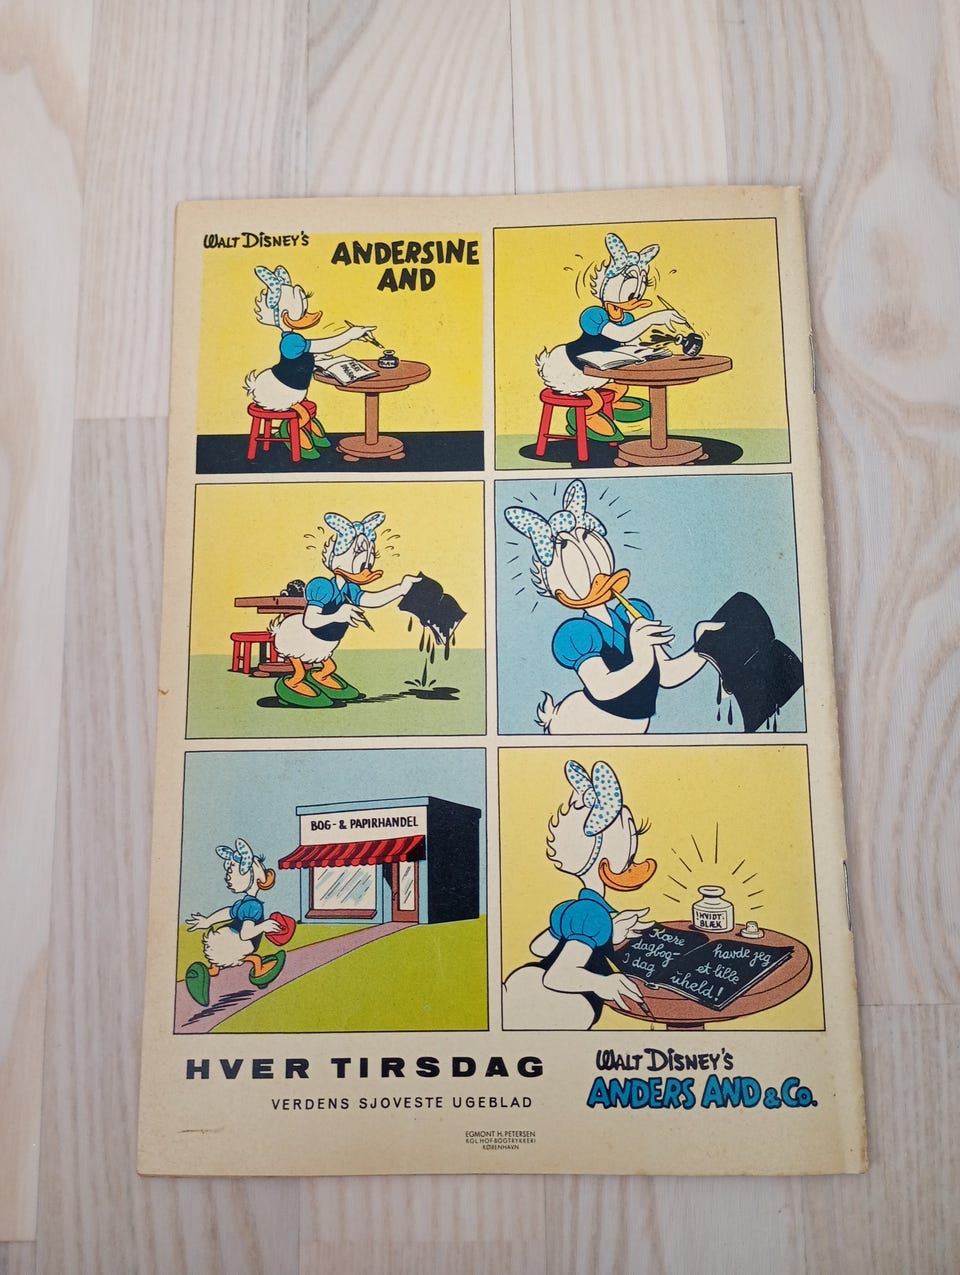 WALT DISNEY'S
ANDERSINE
AND
BOG- & PAPIRHANDEL
HVIDT-
BLÆK
Kære
dagbog-
I dag
havde jeg
et lille
uheld!
HVER TIRSDAG
VERDENS SJOVESTE UGEBLAD
WALT DISNEY'S
ANDERS AND & Co.
EGMONT H. PETERSEN
KGL HOF-BOGTRYKKERI
KØBENHAVN